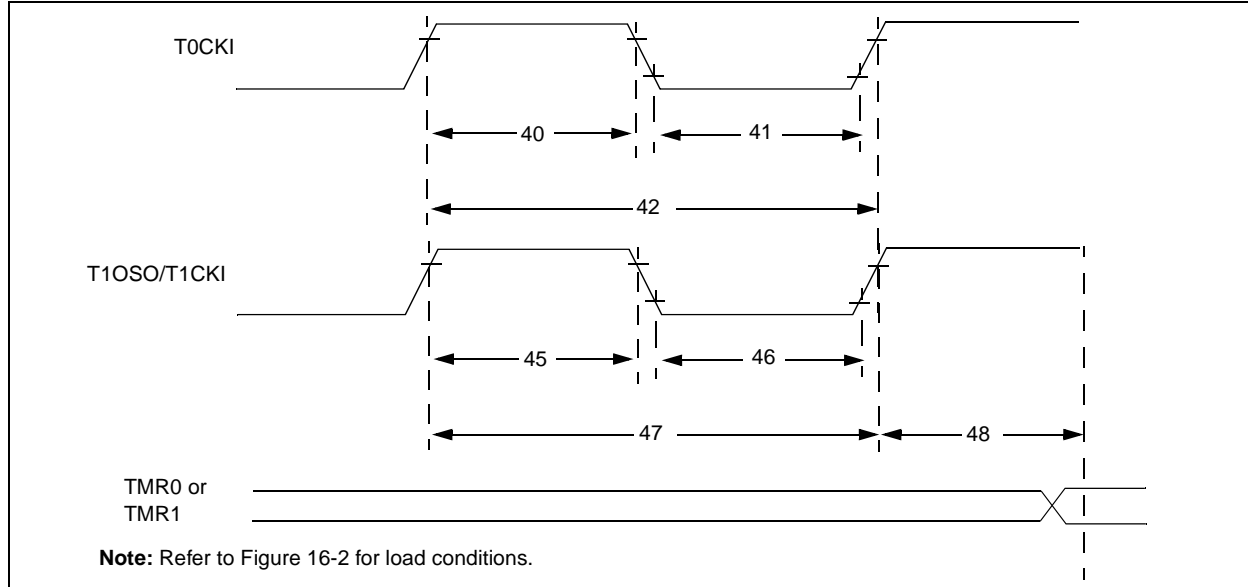 T0CKI
40
41
42
T1OSO/T1CKI
45
46
47
48
TMR0 or
TMR1
Note: Refer to Figure 16-2 for load conditions.